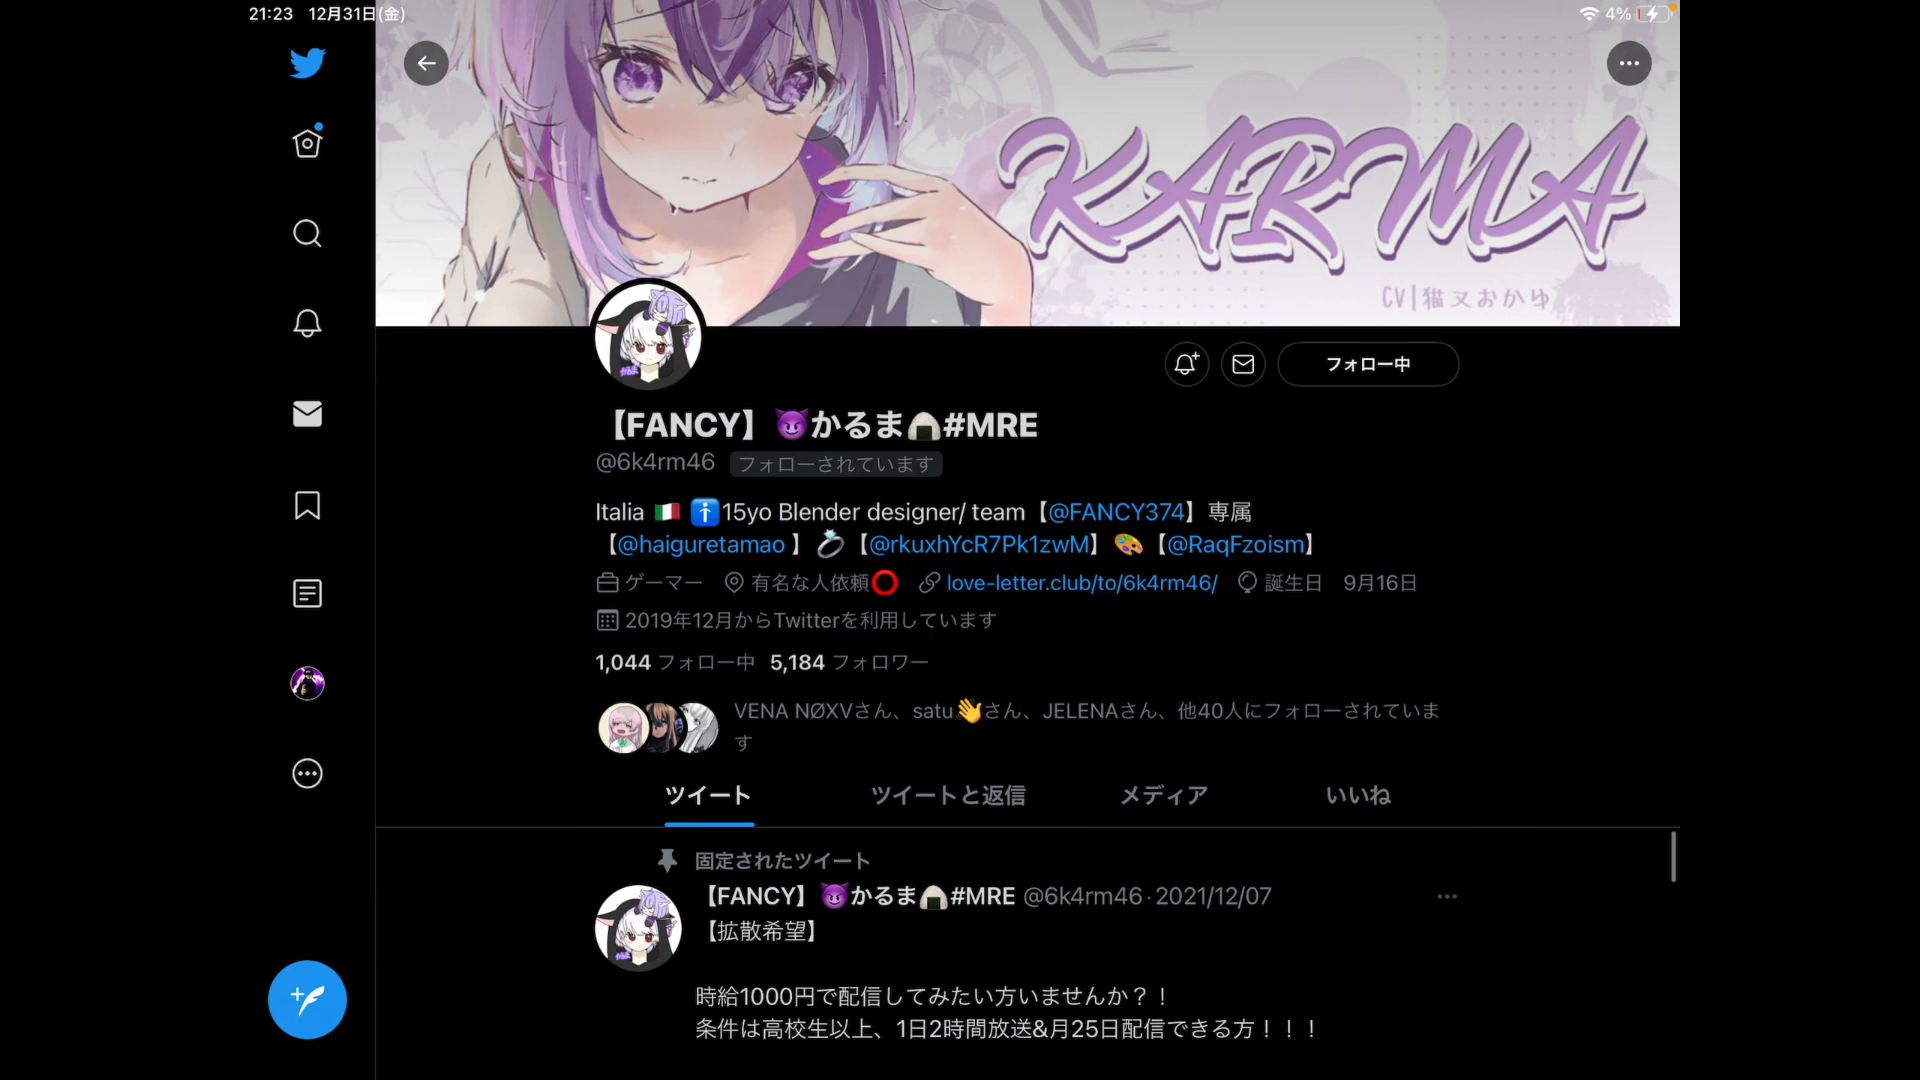 21:23 12月31日(金)
4%
KARMA
CV|猫又おかゆ
フォロー中
【FANCY】😈かるま🍙#MRE
@6k4rm46 フォローされています
Italia 🇮🇹 🚹15yo Blender designer/ team【@FANCY374】専属
【@haiguretamao 】 💍【@rkuxhYcR7Pk1zwM】 🎨【@RaqFzoism】
ゲーマー 有名な人依頼⭕ love-letter.club/to/6k4rm46/ 誕生日 9月16日
2019年12月からTwitterを利用しています
1,044 フォロー中 5,184 フォロワー
VENA NØXVさん、satu👋さん、JELENAさん、他40人にフォローされていま
す
ツイート ツイートと返信 メディア いいね
固定されたツイート
【FANCY】😈かるま🍙#MRE @6k4rm46 · 2021/12/07
【拡散希望】
時給1000円で配信してみたい方いませんか？！
条件は高校生以上、1日2時間放送&月25日配信できる方！！！